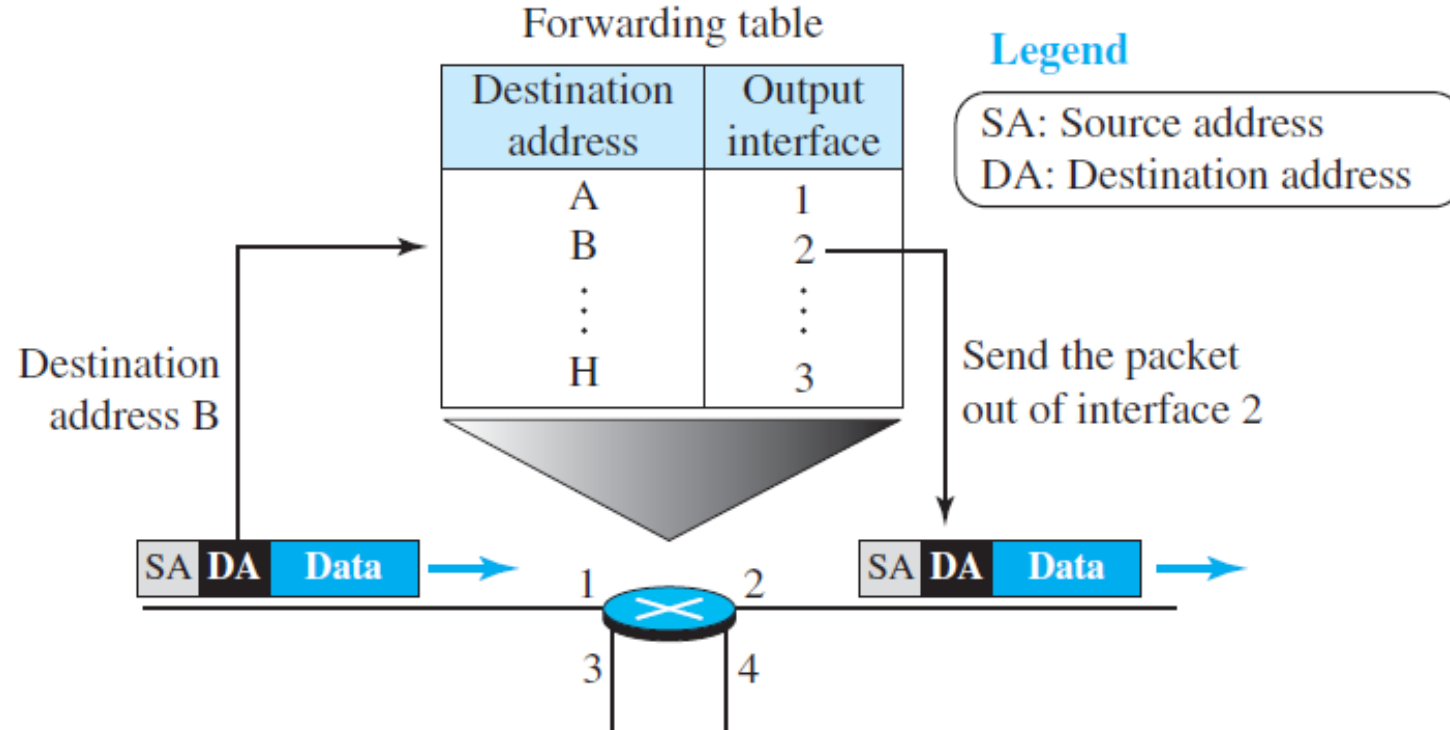 Forwarding table
Legend
SA: Source address
DA: Destination address
Destination address
Output interface
A 1
B 2
⋮ ⋮
H 3
Destination
address B
Send the packet
out of interface 2
SA DA Data
SA DA Data
1
2
3
4